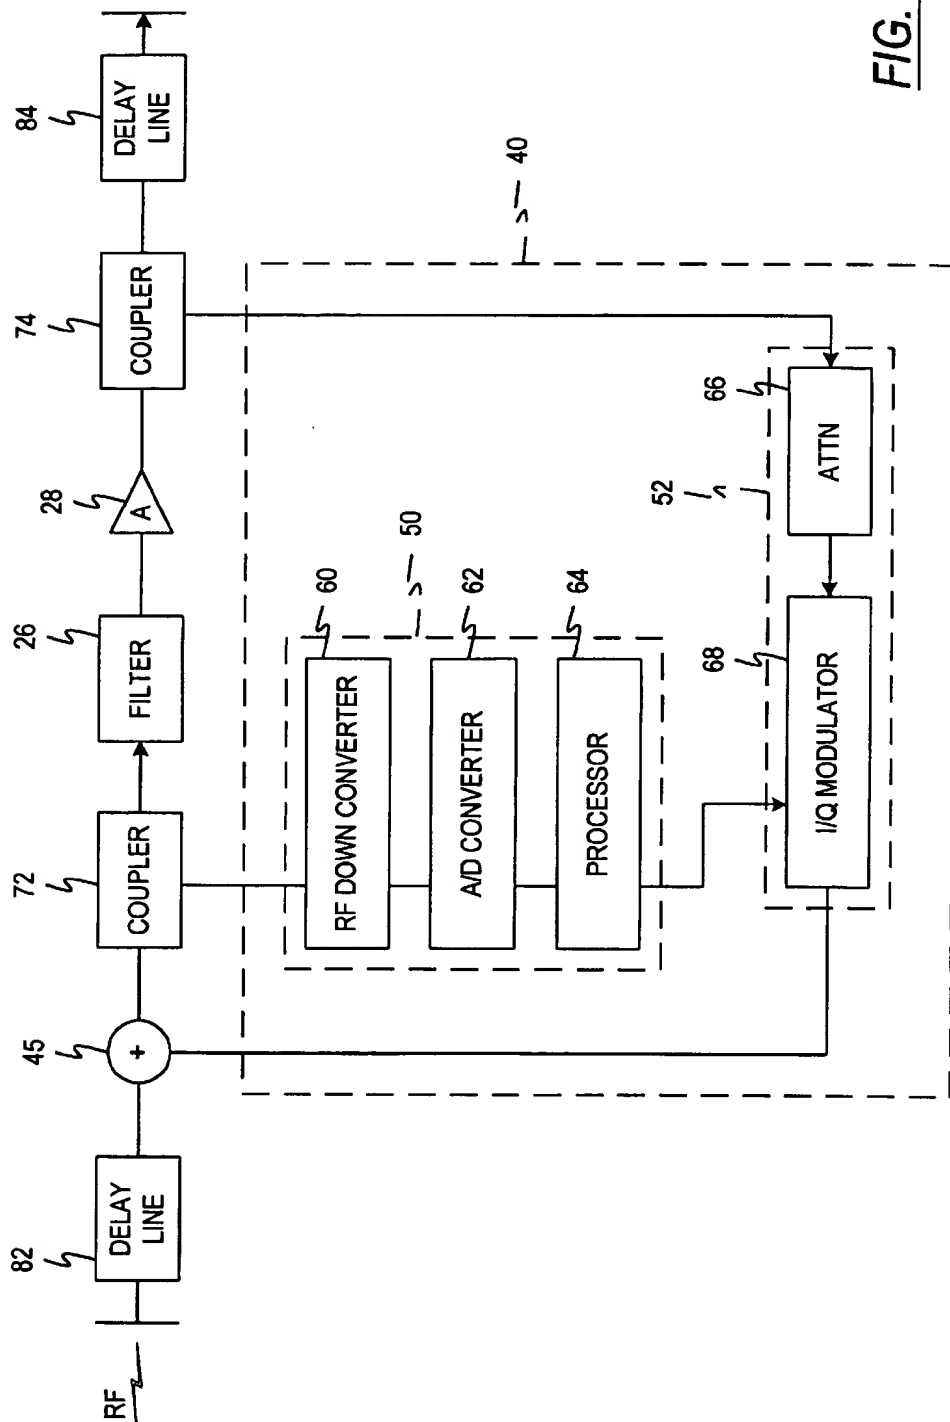 RF
82
DELAY
LINE
45
+
72
COUPLER
26
FILTER
28
A
74
COUPLER
84
DELAY
LINE
40
50
60
RF DOWN CONVERTER
62
A/D CONVERTER
64
PROCESSOR
52
66
ATTN
68
I/Q MODULATOR
FIG.